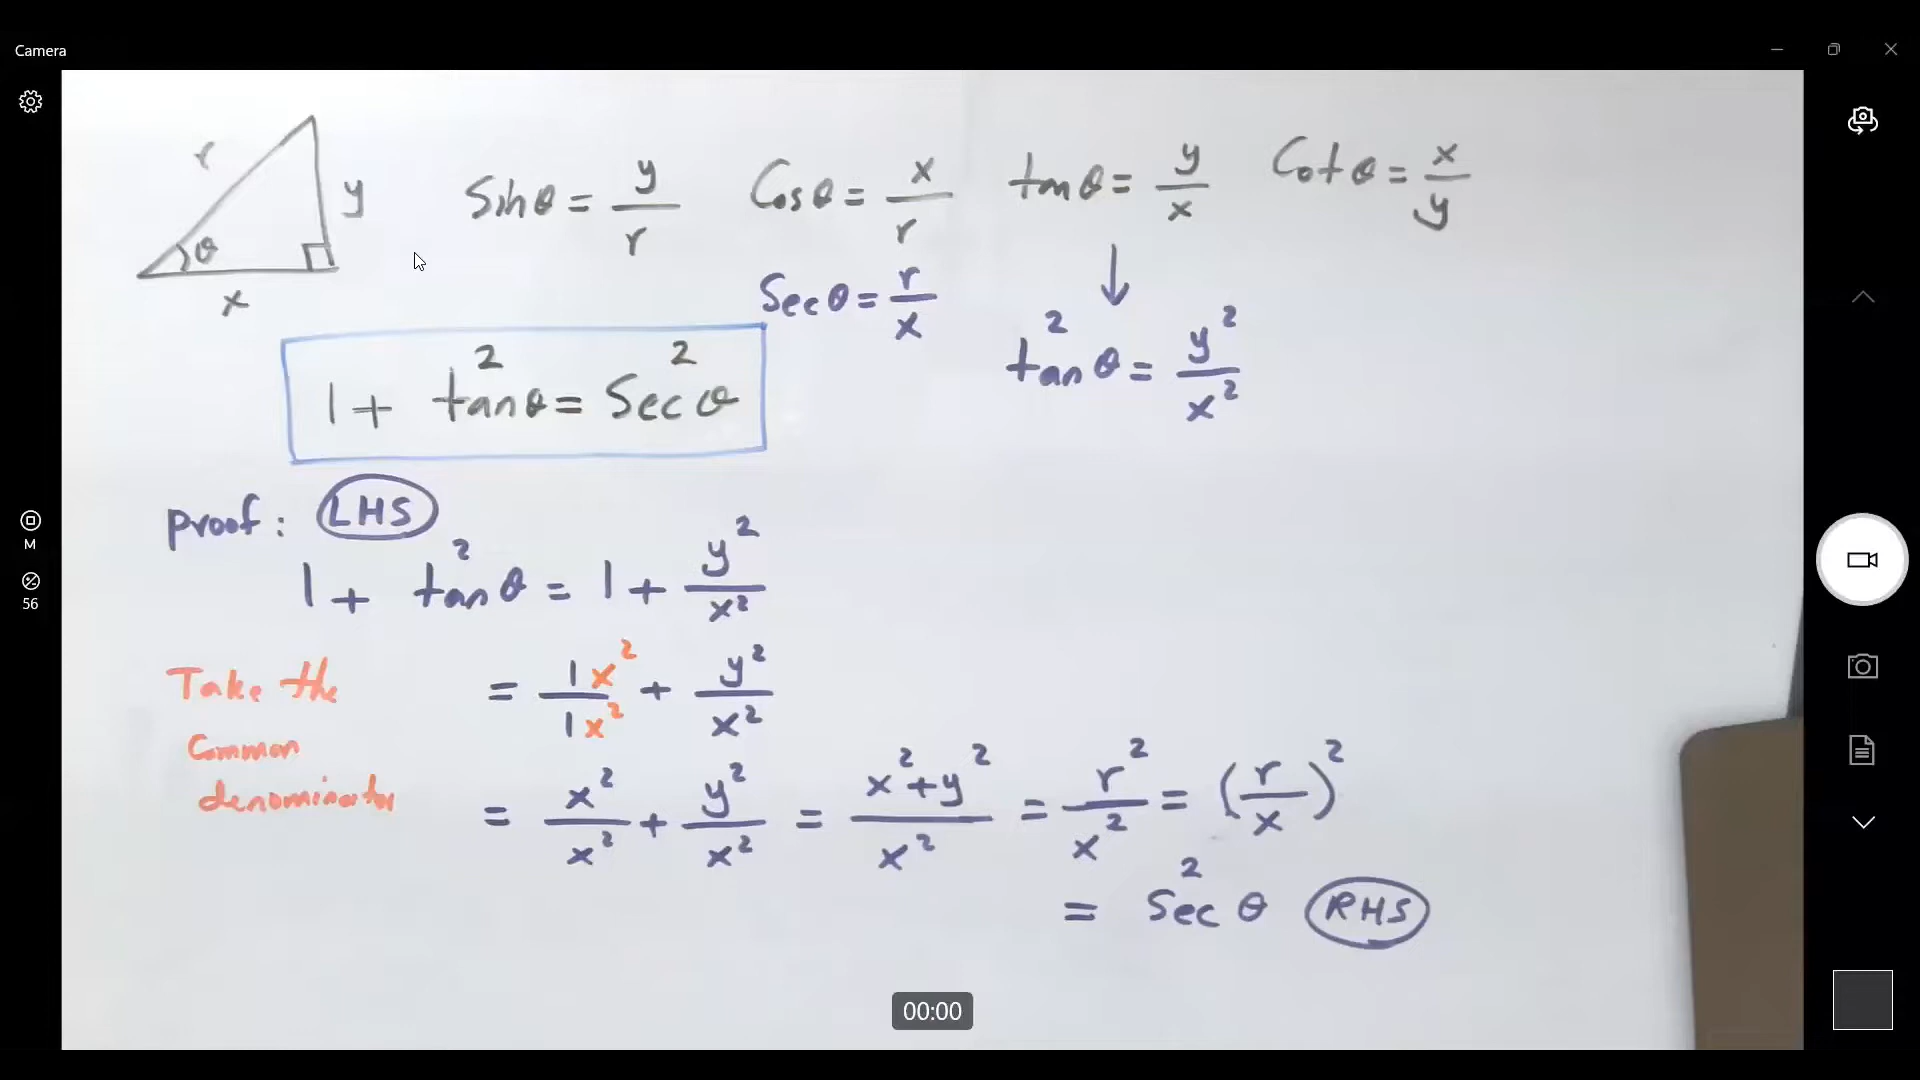 Camera
r
y
θ
x
Sinθ = y/r
Cosθ = x/r
tanθ = y/x
Cotθ = x/y
Secθ = r/x
↓
tan²θ = y²/x²
1 + tan²θ = Sec²θ
Proof: LHS
1 + tan²θ = 1 + y²/x²
Take the
Common
denominator
= 1x²/1x² + y²/x²
= x²/x² + y²/x² = x²+y²/x² = r²/x² = (r/x)²
= Sec²θ RHS
M
56
00:00